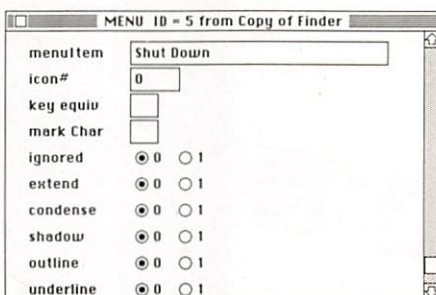 MENU ID = 5 from Copy of Finder
menuItem Shut Down
icon# 0
key equiv
mark Char
ignored 0 1
extend 0 1
condense 0 1
shadow 0 1
outline 0 1
underline 0 1